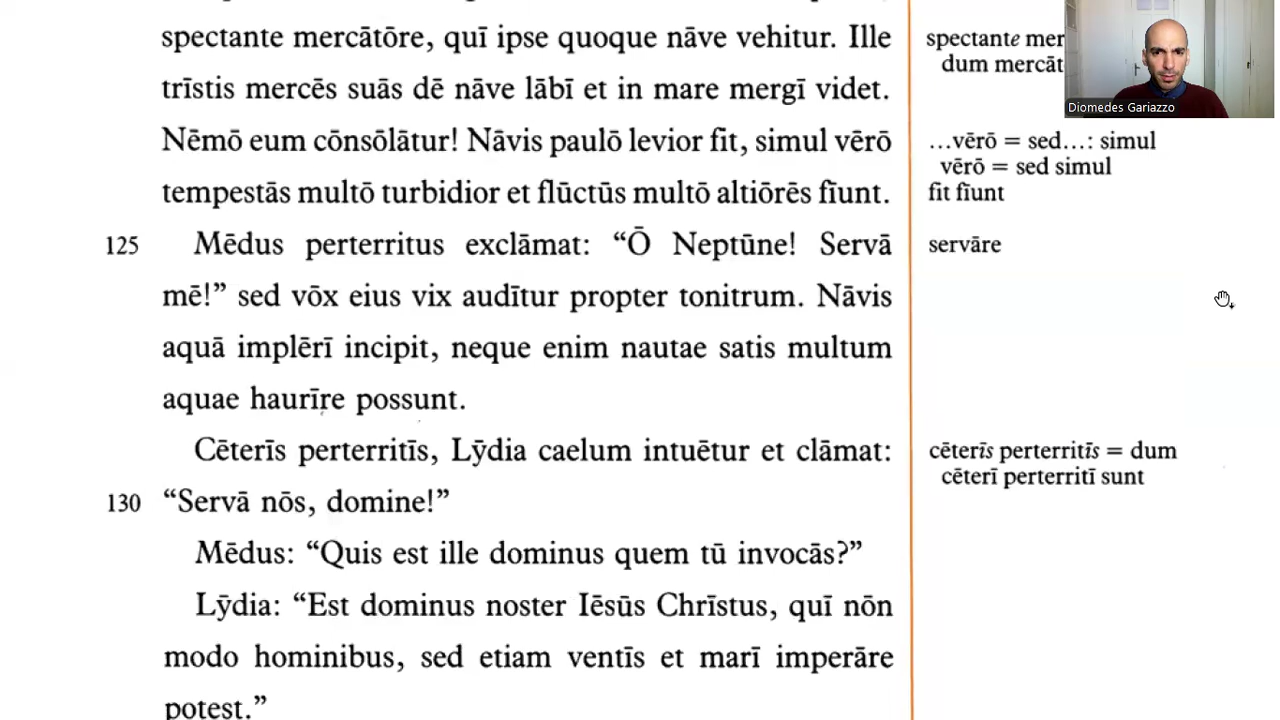 spectante mercātōre, quī ipse quoque nāve vehitur. Ille
trīstis mercēs suās dē nāve lābī et in mare mergī videt.
Nēmō eum cōnsōlātur! Nāvis paulō levior fit, simul vērō
tempestās multō turbidior et flūctūs multō altiōrēs fīunt.
125 Mēdus perterritus exclāmat: “Ō Neptūne! Servā
mē!” sed vōx eius vix audītur propter tonitrum. Nāvis
aquā implērī incipit, neque enim nautae satis multum
aquae haurīre possunt.
Cēterīs perterritīs, Lȳdia caelum intuētur et clāmat:
130 “Servā nōs, domine!”
Mēdus: “Quis est ille dominus quem tū invocās?”
Lȳdia: “Est dominus noster Iēsūs Chrīstus, quī nōn
modo hominibus, sed etiam ventīs et marī imperāre
potest.”
spectante mer
dum mercāt
...vērō = sed...: simul
vērō = sed simul
fit fīunt
servāre
cēterīs perterritīs = dum
cēterī perterritī sunt
Diomedes Gariazzo